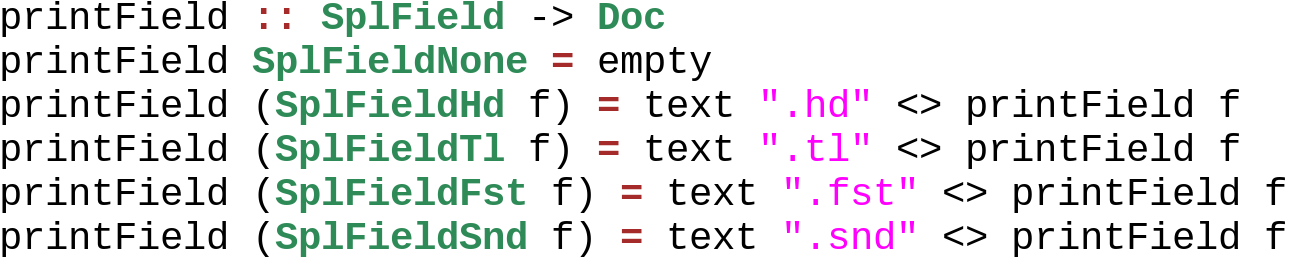 printField :: SplField -> Doc
printField SplFieldNone = empty
printField (SplFieldHd f) = text ".hd" <> printField f
printField (SplFieldTl f) = text ".tl" <> printField f
printField (SplFieldFst f) = text ".fst" <> printField f
printField (SplFieldSnd f) = text ".snd" <> printField f